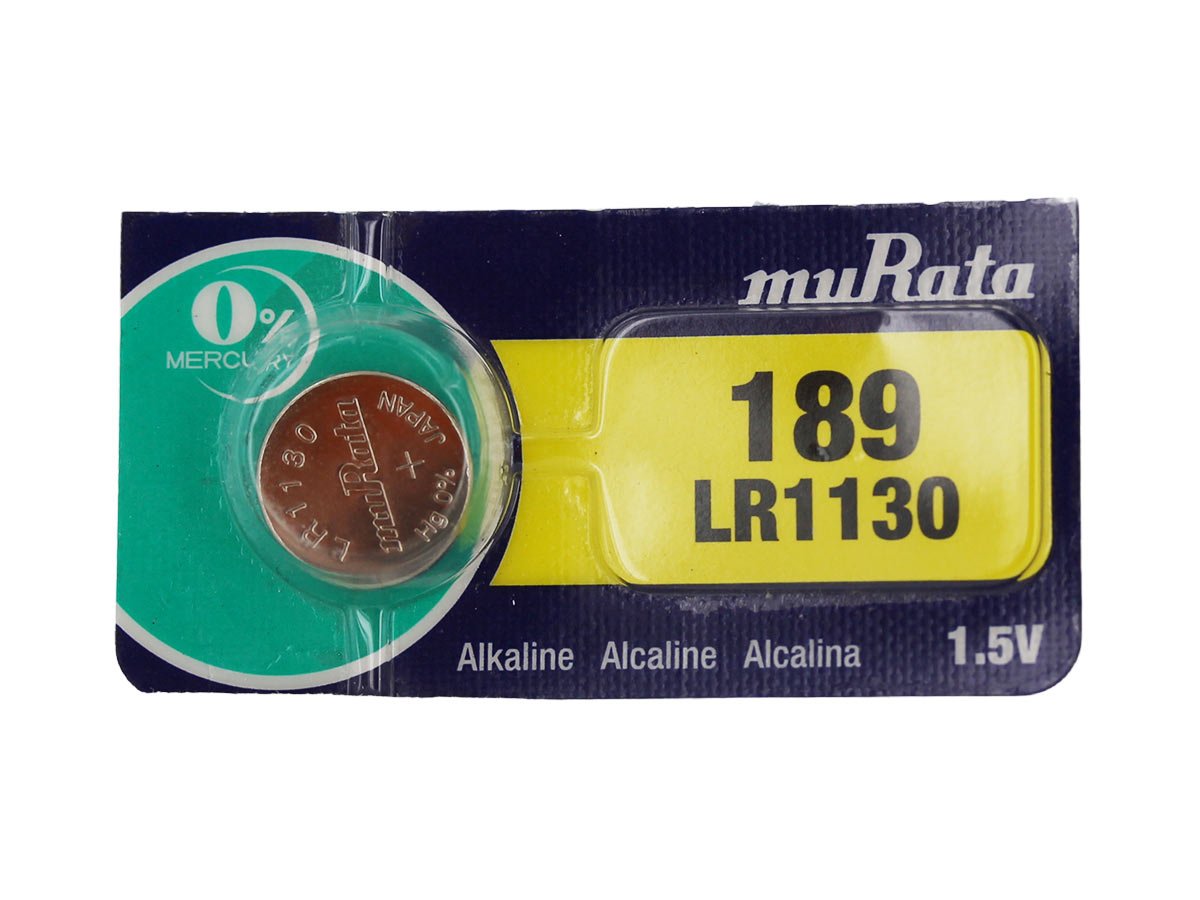 muRata
0%
MERCURY
189
LR1130
LR1130
muRata
JAPAN
+
Hg 0%
Alkaline Alcaline Alcalina
1.5V